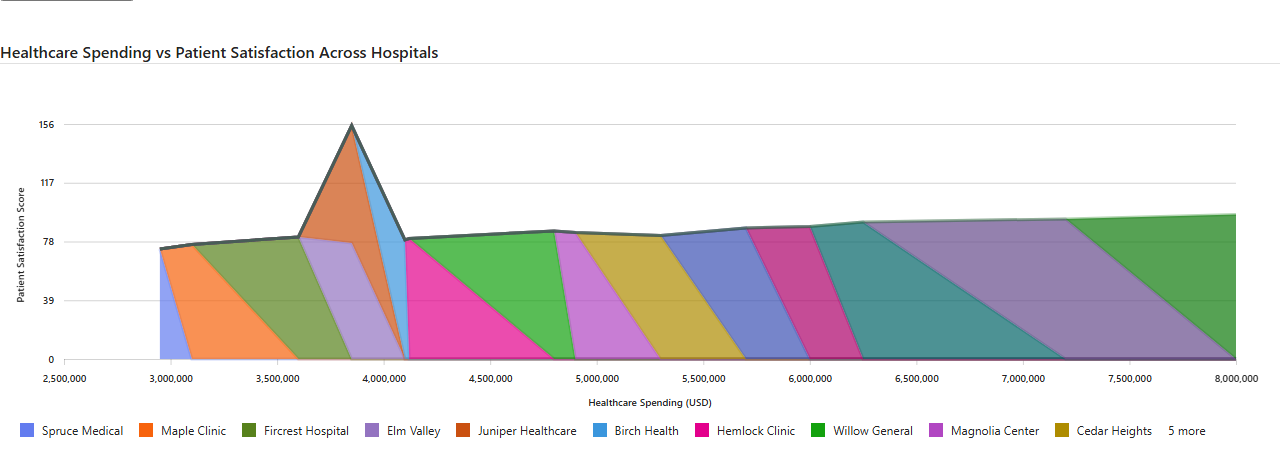 Healthcare Spending vs Patient Satisfaction Across Hospitals
156
117
78
39
0
Patient Satisfaction Score
2,500,000 3,000,000 3,500,000 4,000,000 4,500,000 5,000,000 5,500,000 6,000,000 6,500,000 7,000,000 7,500,000 8,000,000
Healthcare Spending (USD)
Spruce Medical Maple Clinic Fircrest Hospital Elm Valley Juniper Healthcare Birch Health Hemlock Clinic Willow General Magnolia Center Cedar Heights 5 more